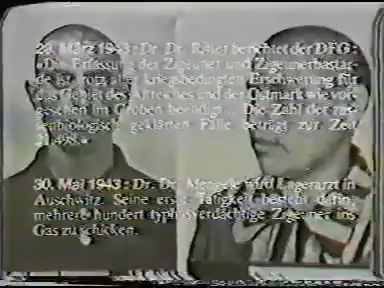 20. März 1943: Dr. Dr. Ritter berichtet der DFG:
»Die Erfassung der Zigeuner und Zigeunerbastar-
de ist trotz aller kriegsbedingten Erschwerung für
das Gebiet des Altreiches und der Ostmark wie vor-
gesehen im Groben beendigt... Die Zahl der ras-
senbiologisch geklärten Fälle beträgt zur Zeit
21.498.«
30. Mai 1943: Dr. Dr. Mengele wird Lagerarzt in
Auschwitz. Seine erste Tätigkeit besteht darin,
mehrere hundert typhusverdächtige Zigeuner ins
Gas zu schicken.